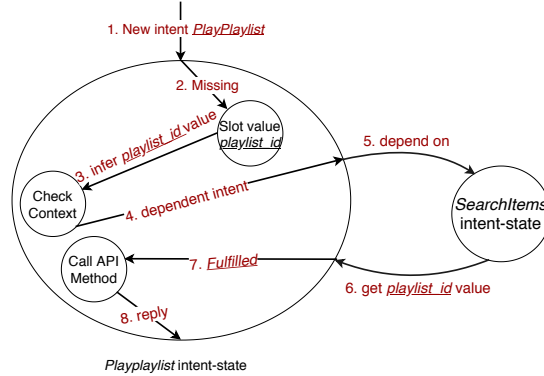 1. New intent PlayPlaylist
2. Missing
Slot value
playlist_id
3. infer playlist_id value
5. depend on
Check
Context
4. dependent intent
SearchItems
intent-state
Call API
Method
7. Fulfilled
6. get playlist_id value
8. reply
Playplaylist intent-state